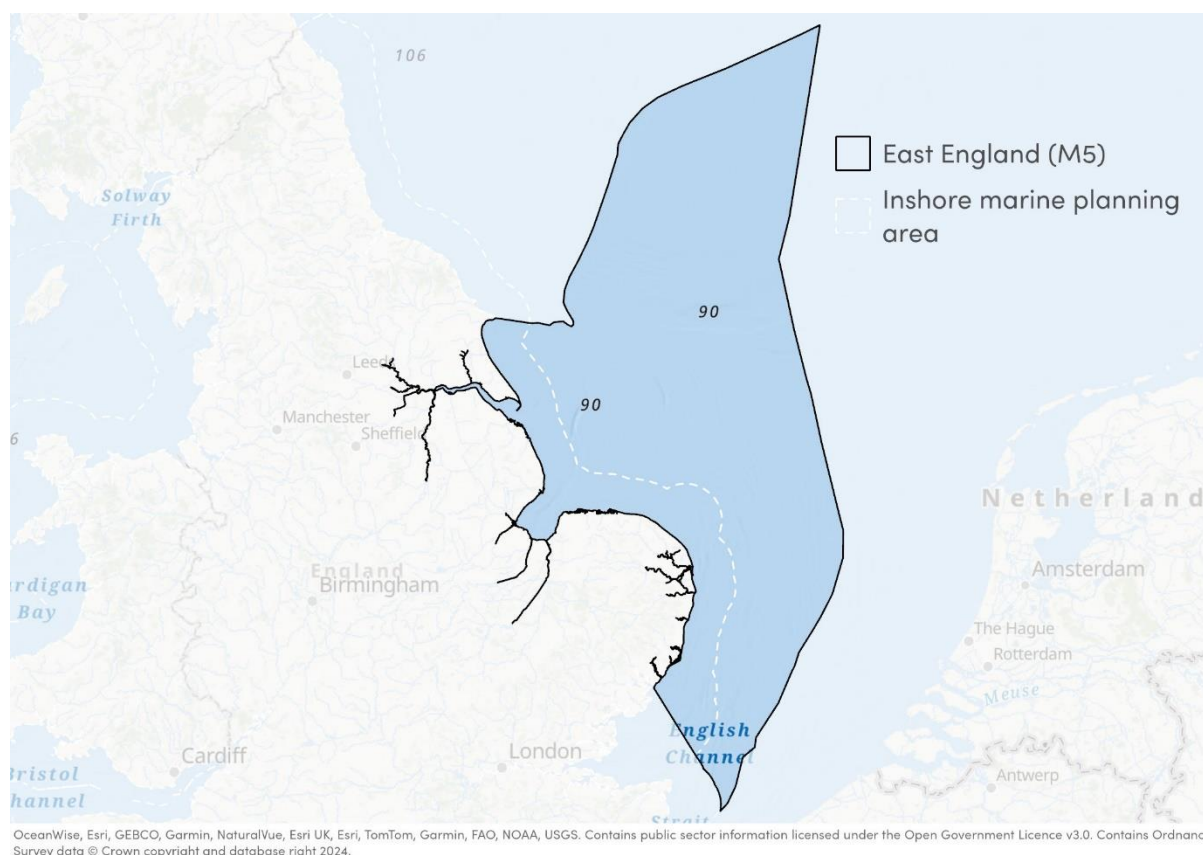 106
East England (M5)
Inshore marine planning
area
Solway
Firth
90
Leeds
90
Manchester
Sheffield
6
Netherland
England
Birmingham
ardigan
Bay
Amsterdam
The Hague
Rotterdam
Meuse
English
Channel
Cardiff
London
Bristol
hannel
Antwerp
Strait
OceanWise, Esri, GEBCO, Garmin, NaturalVue, Esri UK, Esri, TomTom, Garmin, FAO, NOAA, USGS. Contains public sector information licensed under the Open Government Licence v3.0. Contains Ordnanc
Survey data © Crown copyright and database right 2024.